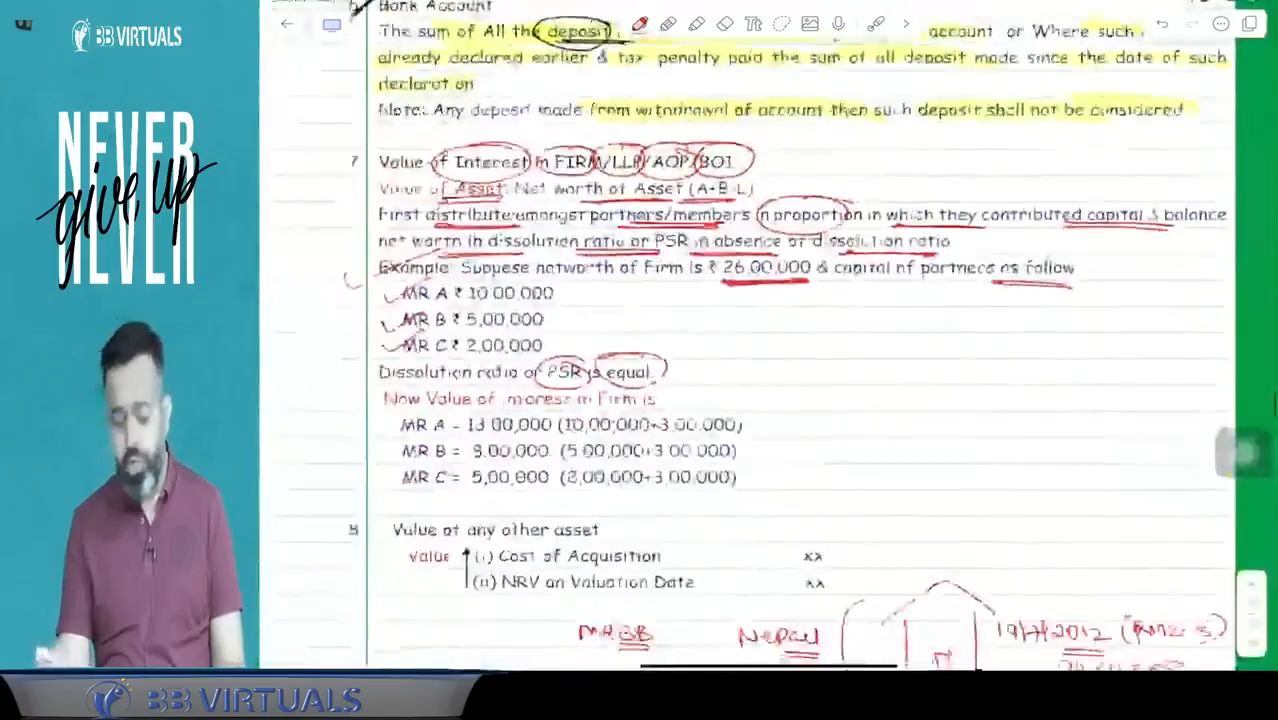 Bank Account
BB VIRTUALS
The sum of All the deposit account or Where such
already declared earlier & tax penalty paid the sum of all deposit made since the date of such
declaration
Note: Any deposit made from withdrawal of account then such deposit shall not be considered
NEVER
give up
NEVER
7 Value of Interest in FIRM/LLP/AOP/BOI
Value of Asset: Net worth of Asset (A+B-L)
First distribute amongst partners/members in proportion in which they contributed capital & balance
net worth in dissolution ratio or PSR in absence of dissolution ratio
Example: Suppose networth of Firm is ₹ 26,00,000 & capital of partners as follow
MR A ₹ 10,00,000
MR B ₹ 5,00,000
MR C ₹ 2,00,000
Dissolution ratio of PSR is equal.
Now Value of interest in Firm is
MR A = 13,00,000 (10,00,000+3,00,000)
MR B = 8,00,000 (5,00,000+3,00,000)
MR C = 5,00,000 (2,00,000+3,00,000)
8 Value of any other asset
Value (i) Cost of Acquisition xx
(ii) NRV on Valuation Date xx
MR.BB Nepal 2012
BB VIRTUALS